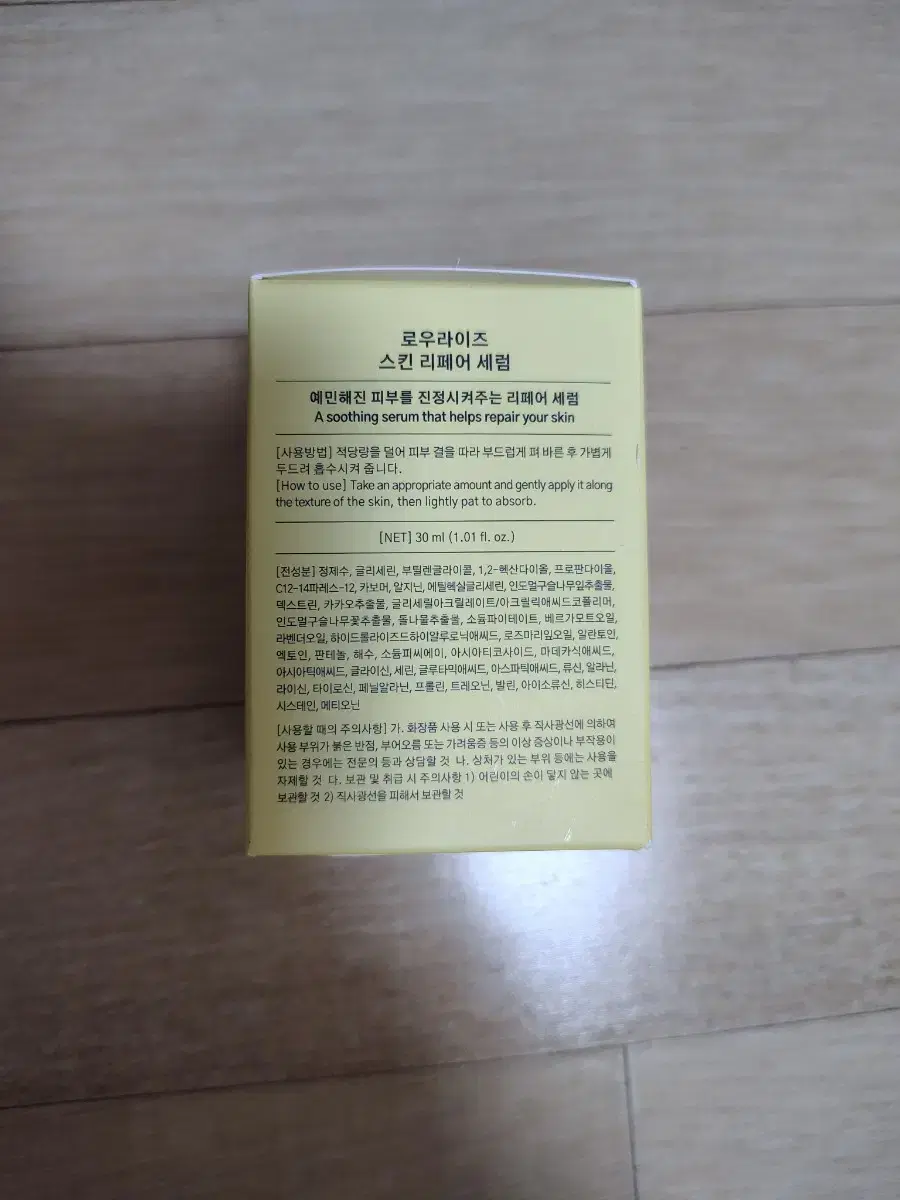 로우라이즈
스킨 리페어 세럼
예민해진 피부를 진정시켜주는 리페어 세럼
A soothing serum that helps repair your skin
[사용방법] 적당량을 덜어 피부 결을 따라 부드럽게 펴 바른 후 가볍게
두드려 흡수시켜 줍니다.
[How to use] Take an appropriate amount and gently apply it along
the texture of the skin, then lightly pat to absorb.
[NET] 30 ml (1.01 fl. oz.)
[전성분] 정제수, 글리세린, 부틸렌글라이콜, 1,2-헥산다이올, 프로판다이올,
C12-14파레스-12, 카보머, 알지닌, 에틸헥실글리세린, 인도멀구슬나무잎추출물,
덱스트린, 카카오추출물, 글리세릴아크릴레이트/아크릴릭애씨드코폴리머,
인도멀구슬나무꽃추출물, 돌나물추출물, 소듐파이테이트, 베르가모트오일,
라벤더오일, 하이드롤라이즈드하이알루로닉애씨드, 로즈마리잎오일, 알란토인,
엑토인, 판테놀, 해수, 소듐피씨에이, 아시아티코사이드, 마데카식애씨드,
아시아틱애씨드, 글라이신, 세린, 글루타믹애씨드, 아스파틱애씨드, 류신, 알라닌,
라이신, 타이로신, 페닐알라닌, 프롤린, 트레오닌, 발린, 아이소류신, 히스티딘,
시스테인, 메티오닌
[사용할 때의 주의사항] 가. 화장품 사용 시 또는 사용 후 직사광선에 의하여
사용 부위가 붉은 반점, 부어오름 또는 가려움증 등의 이상 증상이나 부작용이
있는 경우에는 전문의 등과 상담할 것 나. 상처가 있는 부위 등에는 사용을
자제할 것 다. 보관 및 취급 시 주의사항 1) 어린이의 손이 닿지 않는 곳에
보관할 것 2) 직사광선을 피해서 보관할 것